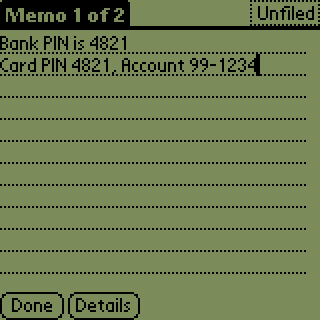 Memo 1 of 2
Unfiled
Bank PIN is 4821
Card PIN 4821, Account 99-1234
Done
Details